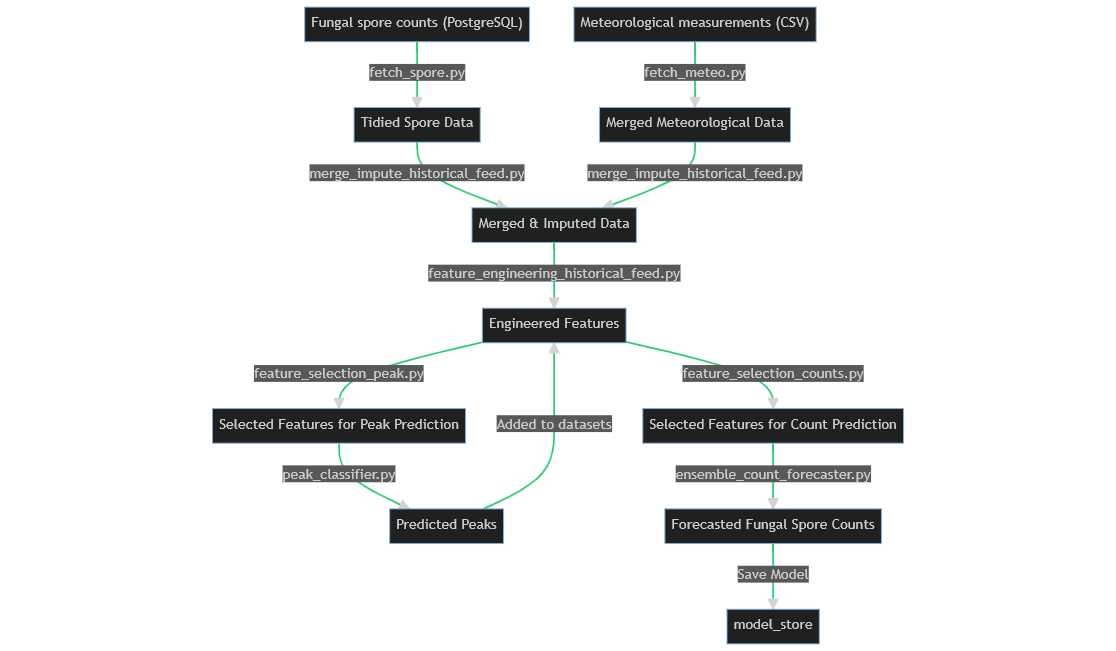 Fungal spore counts (PostgreSQL)
Meteorological measurements (CSV)
fetch_spore.py
fetch_meteo.py
Tidied Spore Data
Merged Meteorological Data
merge_impute_historical_feed.py
merge_impute_historical_feed.py
Merged & Imputed Data
feature_engineering_historical_feed.py
Engineered Features
feature_selection_peak.py
feature_selection_counts.py
Selected Features for Peak Prediction
Added to datasets
Selected Features for Count Prediction
peak_classifier.py
ensemble_count_forecaster.py
Predicted Peaks
Forecasted Fungal Spore Counts
Save Model
model_store